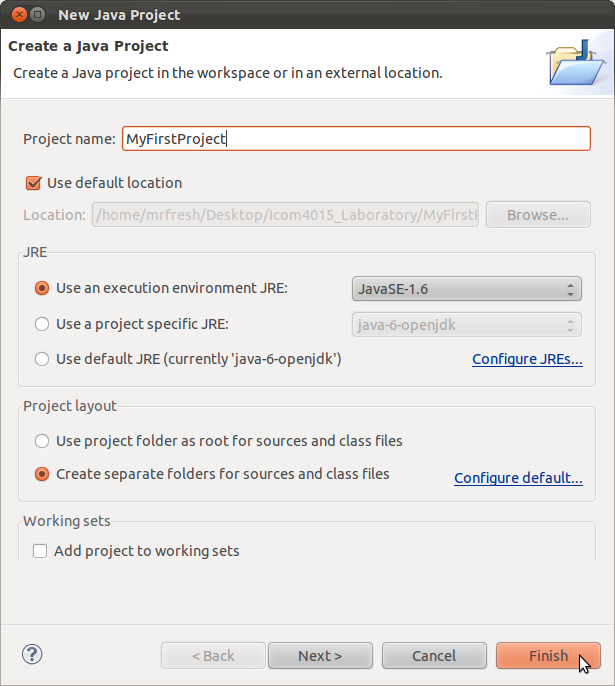 New Java Project
Create a Java Project
Create a Java project in the workspace or in an external location.
Project name: MyFirstProject
Use default location
Location: /home/mrfresh/Desktop/Icom4015_Laboratory/MyFirst Browse...
JRE
Use an execution environment JRE: JavaSE-1.6
Use a project specific JRE: java-6-openjdk
Use default JRE (currently 'java-6-openjdk') Configure JREs...
Project layout
Use project folder as root for sources and class files
Create separate folders for sources and class files Configure default...
Working sets
Add project to working sets
? < Back Next > Cancel Finish